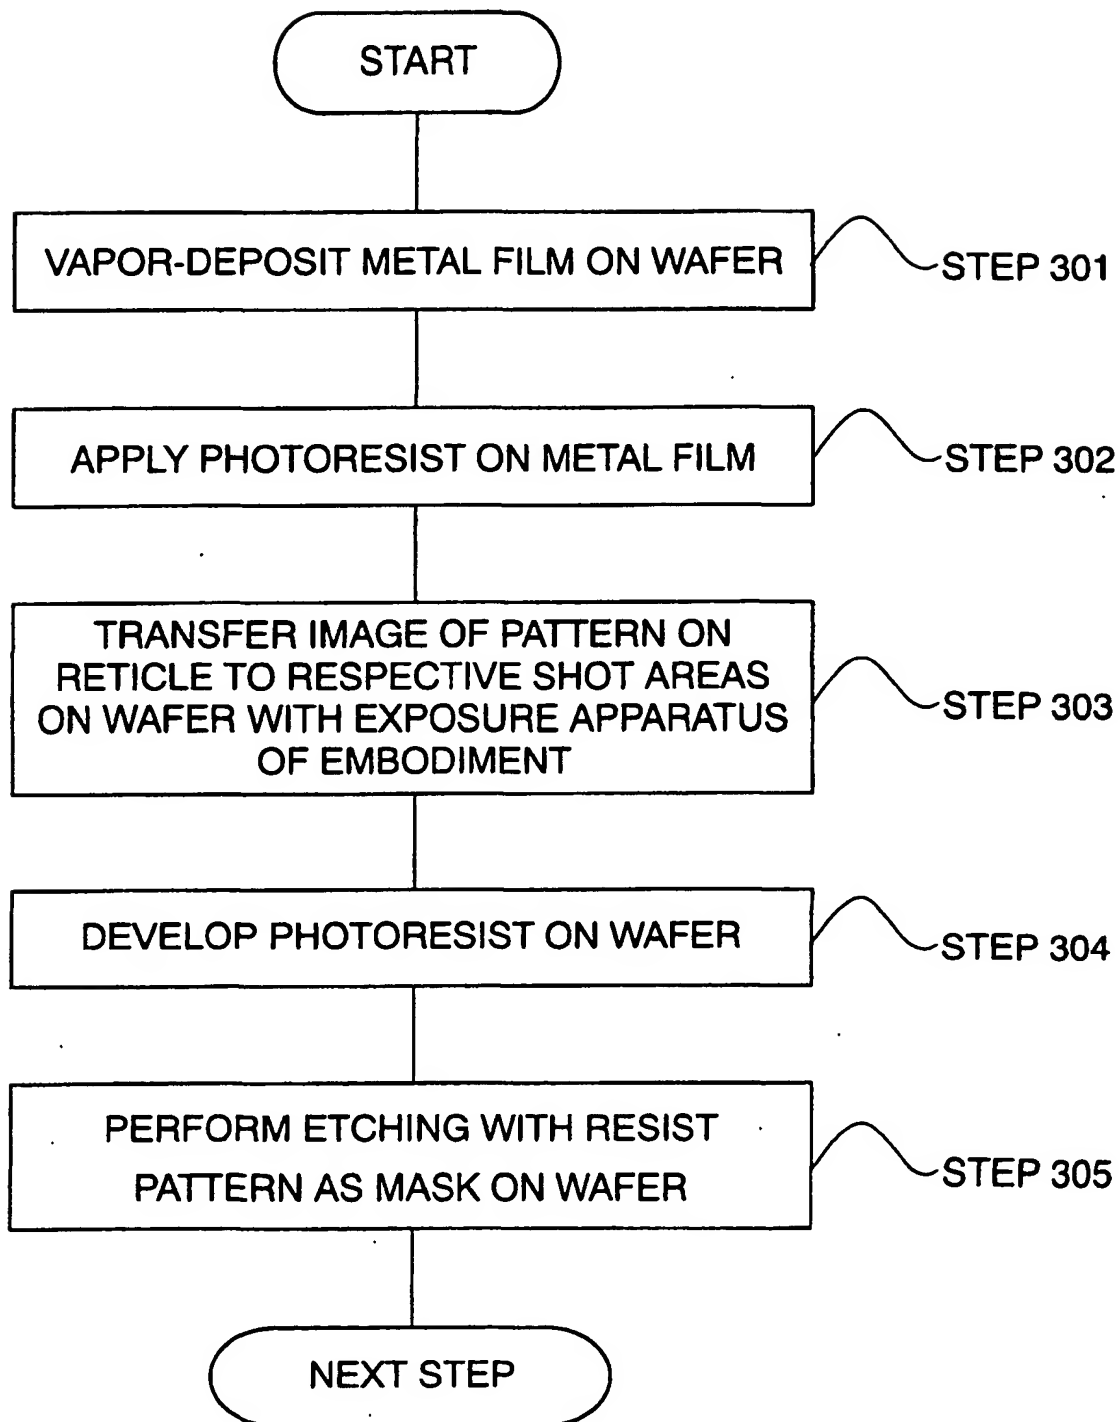 START
VAPOR-DEPOSIT METAL FILM ON WAFER
STEP 301
APPLY PHOTORESIST ON METAL FILM
STEP 302
TRANSFER IMAGE OF PATTERN ON
RETICLE TO RESPECTIVE SHOT AREAS
ON WAFER WITH EXPOSURE APPARATUS
OF EMBODIMENT
STEP 303
DEVELOP PHOTORESIST ON WAFER
STEP 304
PERFORM ETCHING WITH RESIST
PATTERN AS MASK ON WAFER
STEP 305
NEXT STEP